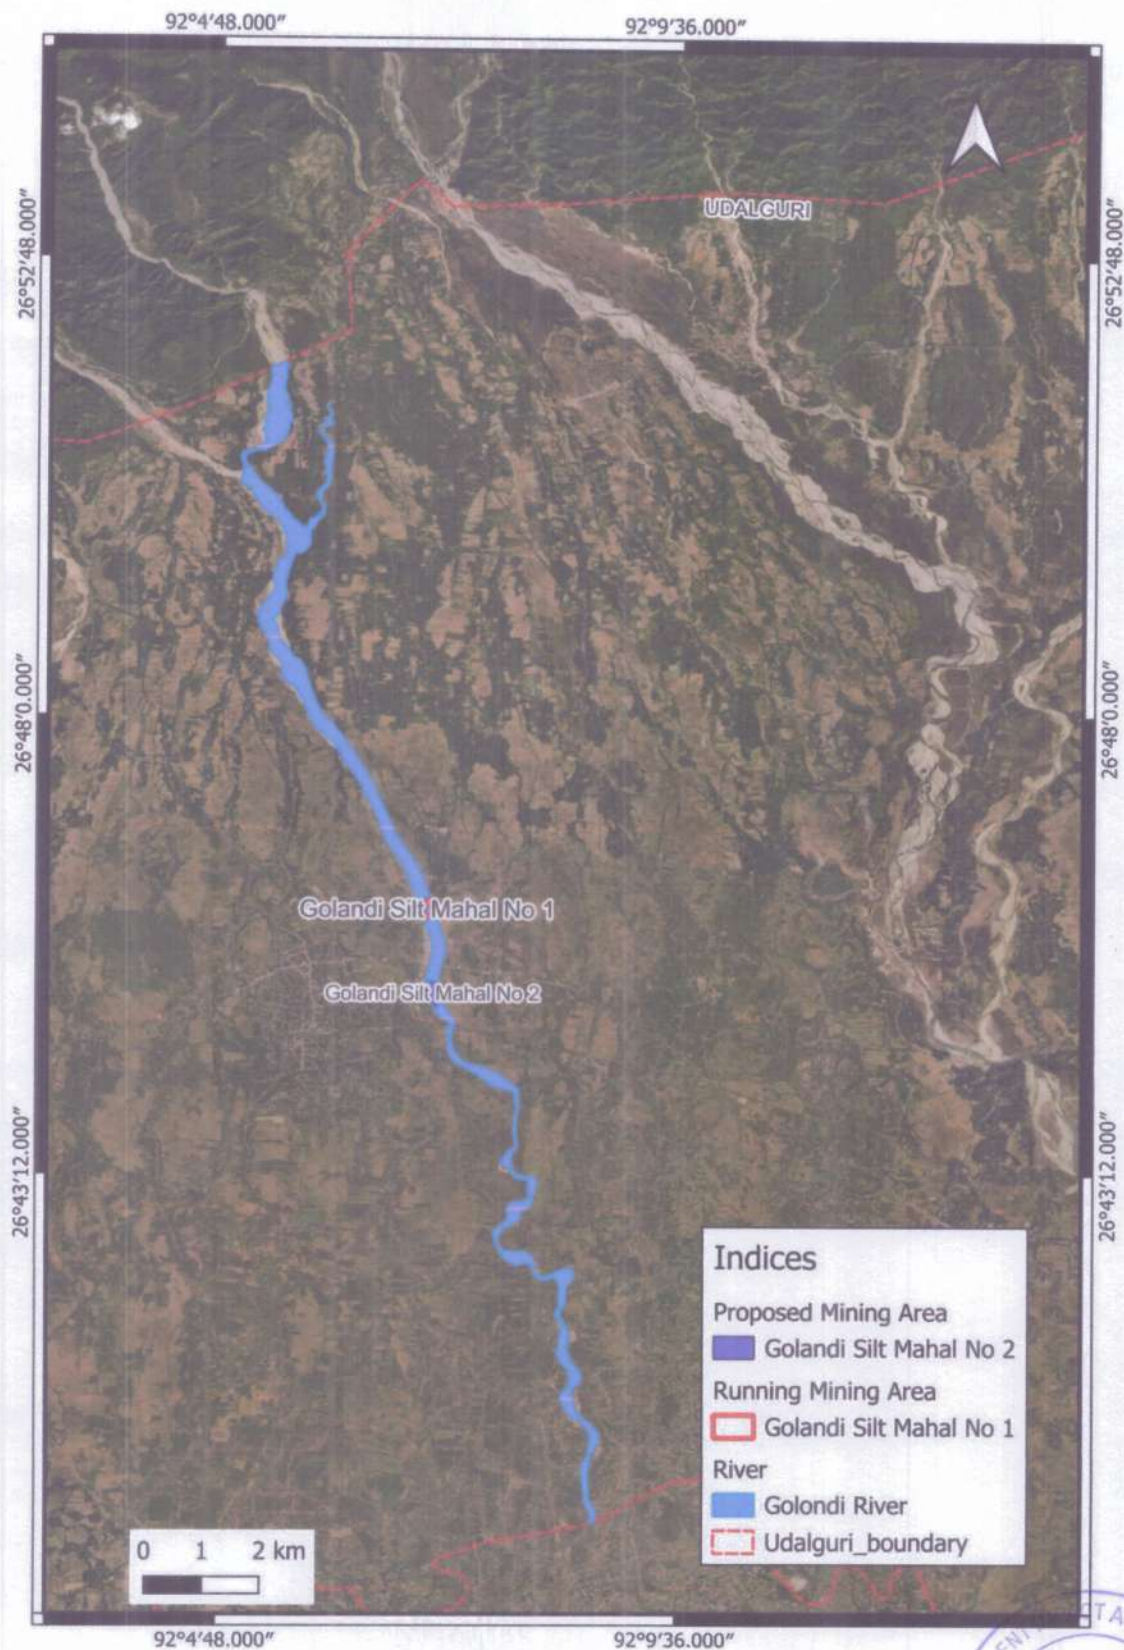 92°4'48.000"
92°9'36.000"
26°52'48.000"
26°52'48.000"
UDALGURI
26°48'0.000"
26°48'0.000"
Golandi Silt Mahal No 1
Golandi Silt Mahal No 2
26°43'12.000"
26°43'12.000"
Indices
Proposed Mining Area
Golandi Silt Mahal No 2
Running Mining Area
Golandi Silt Mahal No 1
River
Golondi River
Udalguri_boundary
0 1 2 km
92°4'48.000"
92°9'36.000"